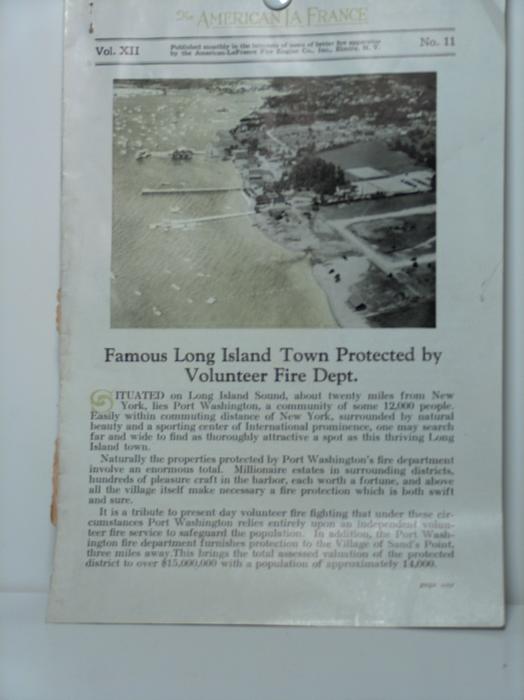 The AMERICAN LA FRANCE
Vol. XII
Published monthly in the interests of users of better fire apparatus
by the American-LaFrance Fire Engine Co., Inc., Elmira, N. Y.
No. 11
Famous Long Island Town Protected by
Volunteer Fire Dept.
SITUATED on Long Island Sound, about twenty miles from New
York, lies Port Washington, a community of some 12,000 people.
Easily within commuting distance of New York, surrounded by natural
beauty and a sporting center of International prominence, one may search
far and wide to find as thoroughly attractive a spot as this thriving Long
Island town.
Naturally the properties protected by Port Washington's fire department
involve an enormous total. Millionaire estates in surrounding districts,
hundreds of pleasure craft in the harbor, each worth a fortune, and above
all the village itself make necessary a fire protection which is both swift
and sure.
It is a tribute to present day volunteer fire fighting that under these cir-
cumstances Port Washington relies entirely upon an independent volun-
teer fire service to safeguard the population. In addition, the Port Wash-
ington fire department furnishes protection to the Village of Sand's Point,
three miles away.This brings the total assessed valuation of the protected
district to over $15,000,000 with a population of approximately 14,000.
page one